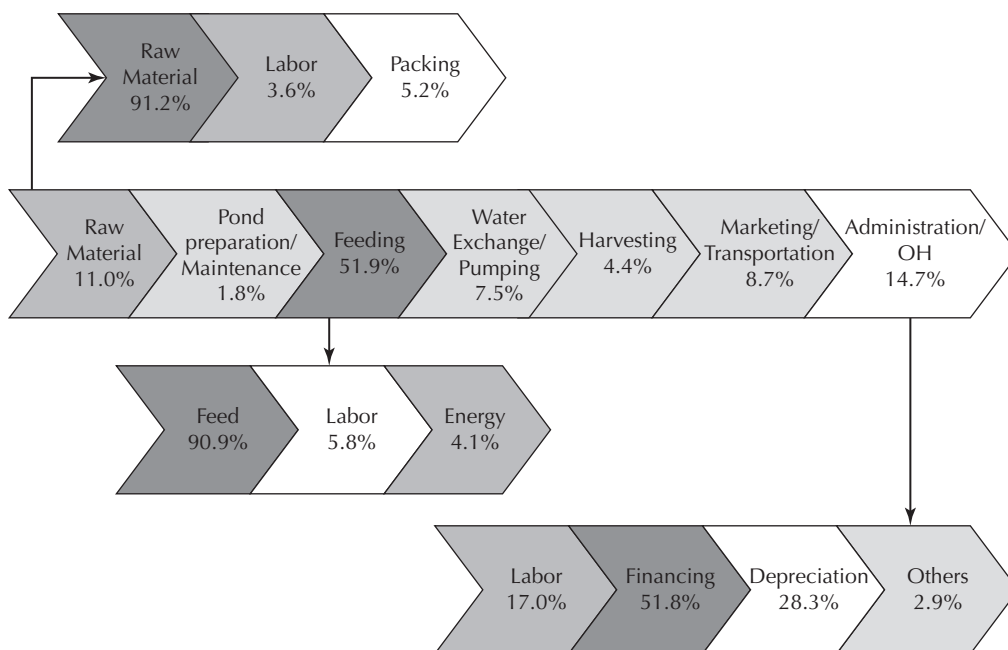 Raw
Material
91.2%
Labor
3.6%
Packing
5.2%
Raw
Material
11.0%
Pond
preparation/
Maintenance
1.8%
Feeding
51.9%
Water
Exchange/
Pumping
7.5%
Harvesting
4.4%
Marketing/
Transportation
8.7%
Administration/
OH
14.7%
Feed
90.9%
Labor
5.8%
Energy
4.1%
Labor
17.0%
Financing
51.8%
Depreciation
28.3%
Others
2.9%